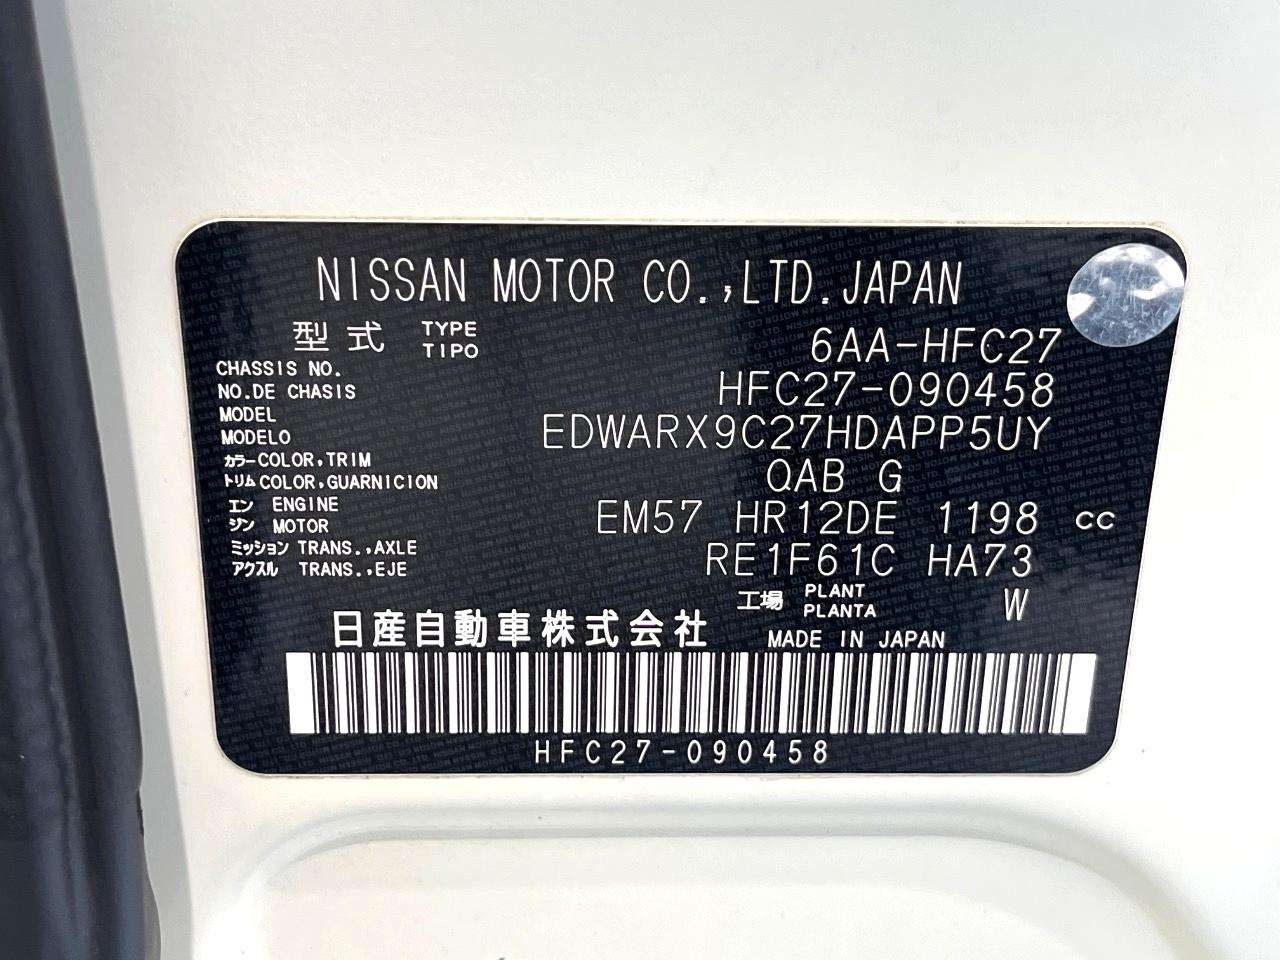 NISSAN MOTOR CO.,LTD.JAPAN
型式 TYPE 6AA-HFC27
TIPO
CHASSIS NO. HFC27-090458
NO.DE CHASIS
MODEL EDWARX9C27HDAPP5UY
MODELO
カラー COLOR,TRIM QAB G
トリム COLOR,GUARNICION
エン ENGINE EM57 HR12DE 1198 cc
ジン MOTOR
ミッション TRANS.,AXLE RE1F61C HA73
アクスル TRANS.,EJE
工場 PLANT W
PLANTA
日産自動車株式会社 MADE IN JAPAN
HFC27-090458